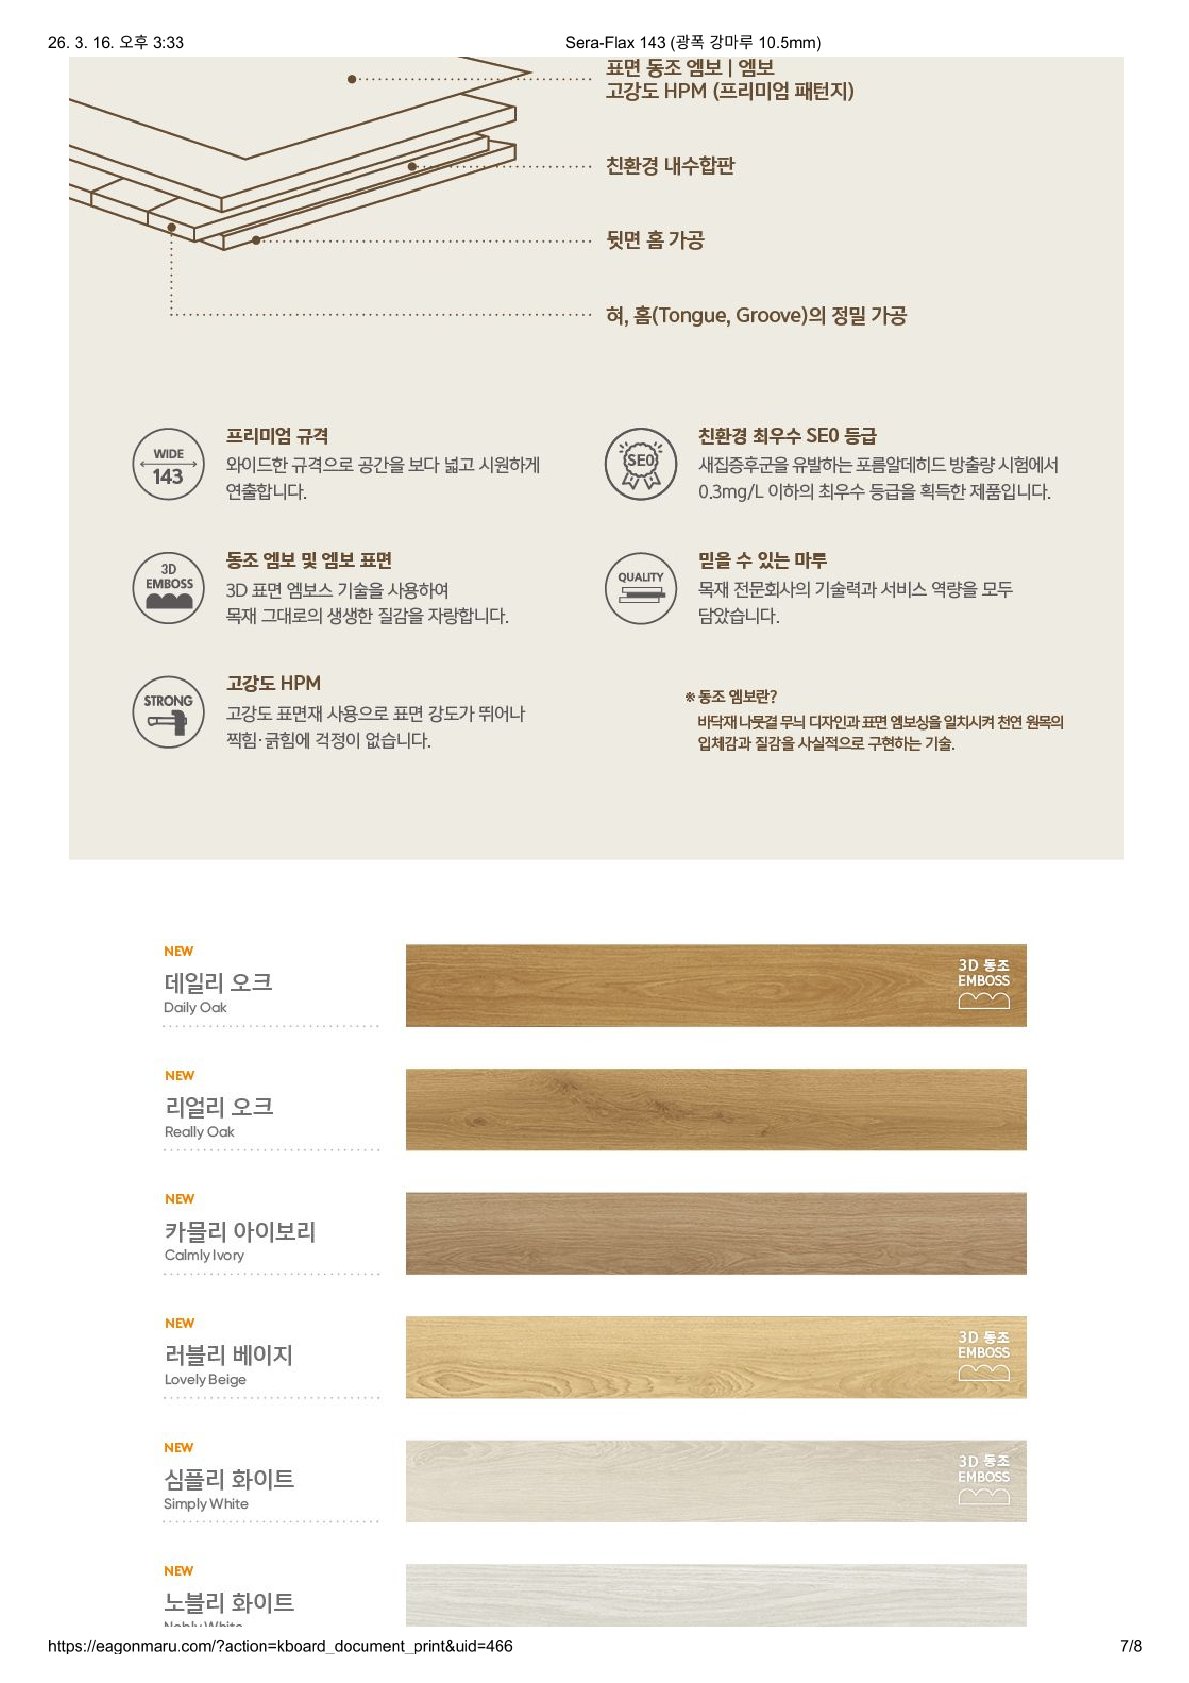 26. 3. 16. 오후 3:33
Sera-Flax 143 (광폭 강마루 10.5mm)
표면 동조 엠보 | 엠보
고강도 HPM (프리미엄 패턴지)
친환경 내수합판
뒷면 홈 가공
혀, 홈(Tongue, Groove)의 정밀 가공
WIDE
143
프리미엄 규격
와이드한 규격으로 공간을 보다 넓고 시원하게
연출합니다.
SE0
친환경 최우수 SE0 등급
새집증후군을 유발하는 포름알데히드 방출량 시험에서
0.3mg/L 이하의 최우수 등급을 획득한 제품입니다.
3D
EMBOSS
동조 엠보 및 엠보 표면
3D 표면 엠보스 기술을 사용하여
목재 그대로의 생생한 질감을 자랑합니다.
QUALITY
믿을 수 있는 마루
목재 전문회사의 기술력과 서비스 역량을 모두
담았습니다.
STRONG
고강도 HPM
고강도 표면재 사용으로 표면 강도가 뛰어나
찍힘·긁힘에 걱정이 없습니다.
※ 동조 엠보란?
바닥재 나뭇결 무늬 디자인과 표면 엠보싱을 일치시켜 천연 원목의
입체감과 질감을 사실적으로 구현하는 기술.
NEW
데일리 오크
Daily Oak
3D 동조
EMBOSS
NEW
리얼리 오크
Really Oak
NEW
카믈리 아이보리
Calmly Ivory
NEW
러블리 베이지
Lovely Beige
3D 동조
EMBOSS
NEW
심플리 화이트
Simply White
3D 동조
EMBOSS
NEW
노블리 화이트
Nobly White
https://eagonmaru.com/?action=kboard_document_print&uid=466
7/8